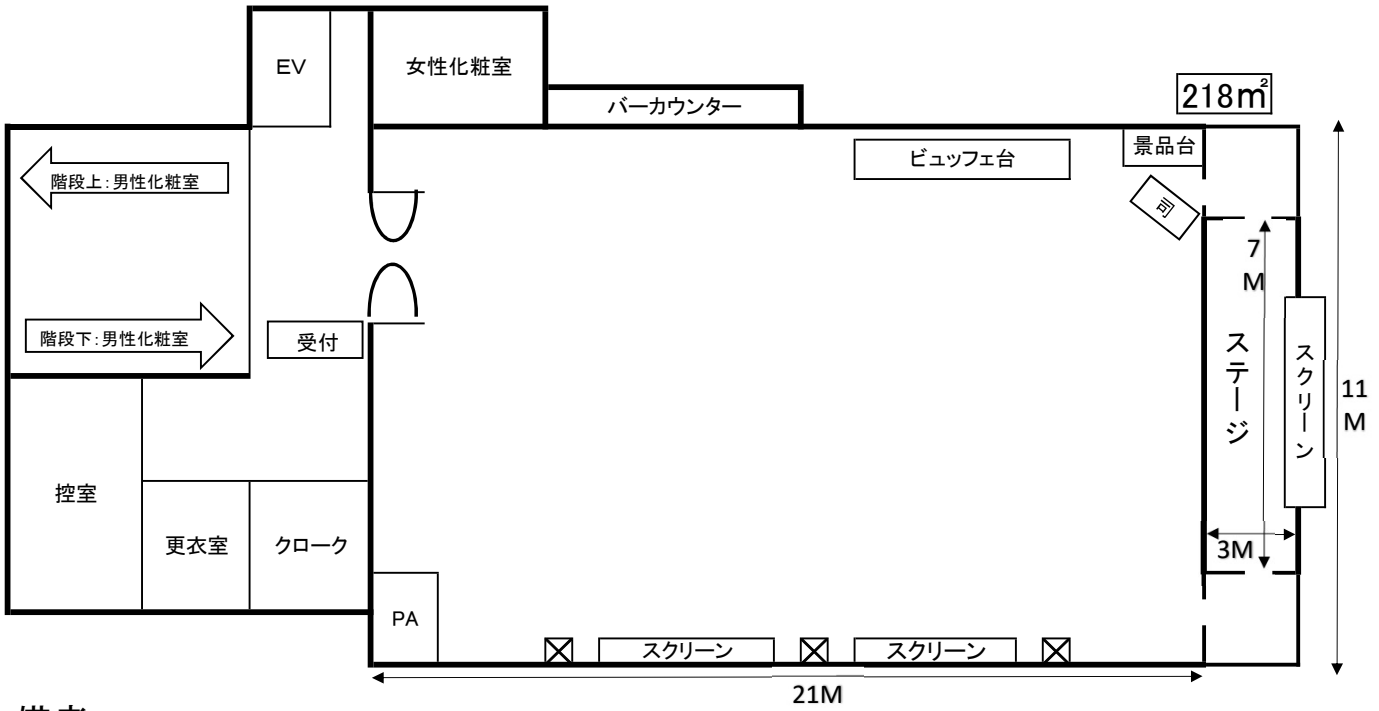 EV
女性化粧室
バーカウンター
218㎡
階段上：男性化粧室
ビュッフェ台
景品台
司
7
M
階段下：男性化粧室
受付
ステージ
スクリーン
11
M
控室
更衣室
クローク
3M
PA
スクリーン
スクリーン
21M